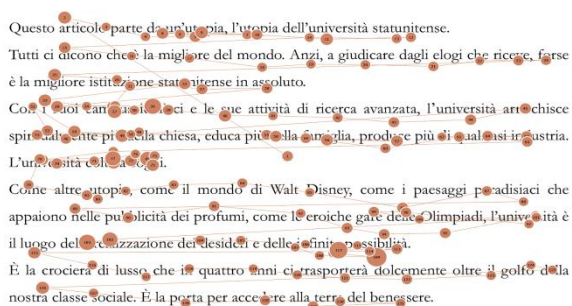 Questo articolo parte da un'utopia, l'utopia dell'università statunitense.
Tutti ci dicono che è la migliore del mondo. Anzi, a giudicare dagli elogi che riceve, forse
è la migliore istituzione statunitense in assoluto.
Con i suoi tanti e le sue attività di ricerca avanzata, l'università arricchisce
spiritualmente più della chiesa, educa più della famiglia, produce più di qualsiasi industria.
L'università coltiva sogni.
Come altre utopie, come il mondo di Walt Disney, come i paesaggi paradisiaci che
appaiono nelle pubblicità dei profumi, come le eroiche gare delle Olimpiadi, l'università è
il luogo della realizzazione dei desideri e delle infinite possibilità.
È la crociera di lusso che in quattro anni ci trasporterà dolcemente oltre il golfo della
nostra classe sociale. È la porta per accedere alla terra del benessere.